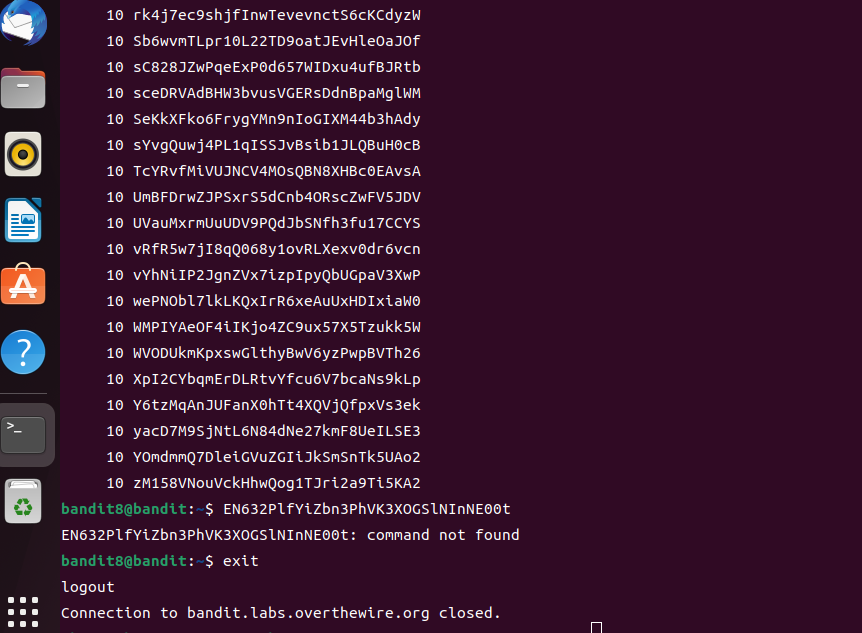 10 rk4j7ec9shjfInwTevevnctS6cKCdyzW
10 Sb6wvmTLpr10L22TD9oatJEvHleOaJOf
10 sC828JZwPqeExP0d657WIDxu4ufBJRtb
10 sceDRVAdBHW3bvusVGERsDdnBpaMglWM
10 SeKkXFko6FrygYMn9nIoGIXM44b3hAdy
10 sYvgQuwj4PL1qISSJvBsib1JLQBuH0cB
10 TcYRvfMiVUJNCV4MOsQBN8XHBc0EAvsA
10 UmBFDrwZJPSxrS5dCnb4ORscZwFV5JDV
10 UVauMxrmUuUDV9PQdJbSNfh3fu17CCYS
10 vRfR5w7jI8qQ068y1ovRLXexv0dr6vcn
10 vYhNiIP2JgnZVx7izpIpyQbUGpaV3XwP
10 wePNObl7lkLKQxIrR6xeAuUxHDIxiaW0
10 WMPIYAeOF4iIKjo4ZC9ux57X5Tzukk5W
10 WVODUkmKpxswGlthyBwV6yzPwpBVTh26
10 XpI2CYbqmErDLRtvYfcu6V7bcaNs9kLp
10 Y6tzMqAnJUFanX0hTt4XQVjQfpxVs3ek
10 yacD7M9SjNtL6N84dNe27kmF8UeILSE3
10 YOmdmmQ7DleiGVuZGIiJkSmSnTk5UAo2
10 zM158VNouVckHhwQog1TJri2a9Ti5KA2
bandit8@bandit:~$ EN632PlfYiZbn3PhVK3XOGSlNInNE00t
EN632PlfYiZbn3PhVK3XOGSlNInNE00t: command not found
bandit8@bandit:~$ exit
logout
Connection to bandit.labs.overthewire.org closed.